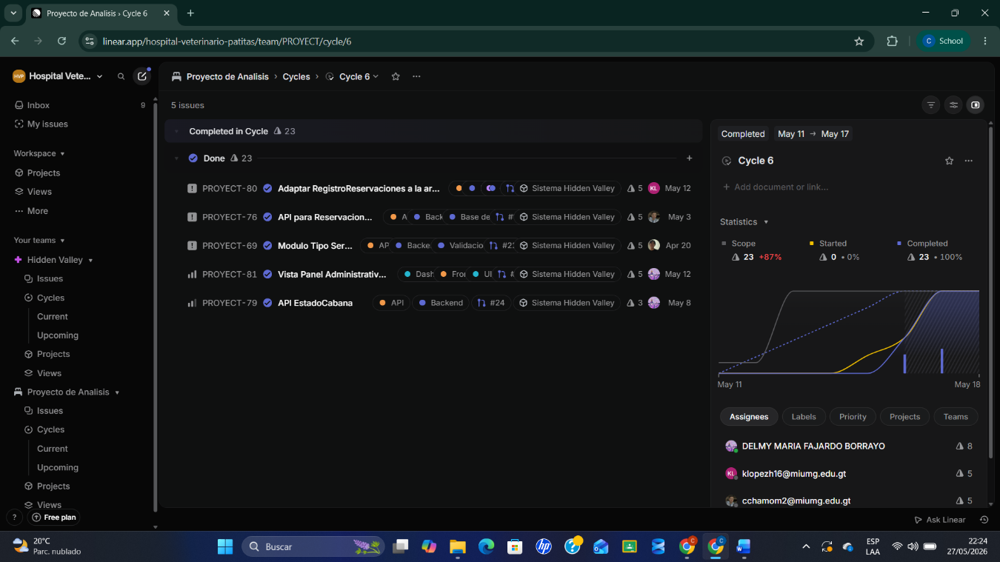 Proyecto de Analisis › Cycle 6
linear.app/hospital-veterinario-patitas/team/PROYECT/cycle/6
C School
HVP Hospital Vete...
Inbox 9
My issues
Workspace
Projects
Views
More
Your teams
Hidden Valley
Issues
Cycles
Current
Upcoming
Projects
Views
Proyecto de Analisis
Issues
Cycles
Current
Upcoming
Projects
Views
? Free plan
Proyecto de Analisis › Cycles › Cycle 6
5 issues
Completed in Cycle 23
Done 23
PROYECT-80 Adaptar RegistroReservaciones a la ar... Sistema Hidden Valley 5 KL May 12
PROYECT-76 API para Reservacion... A Back Base de # Sistema Hidden Valley 5 May 3
PROYECT-69 Modulo Tipo Ser... AP Backe Validacio #23 Sistema Hidden Valley 5 Apr 20
PROYECT-81 Vista Panel Administrativ... Dash Fro UI # Sistema Hidden Valley 5 May 12
PROYECT-79 API EstadoCabana API Backend #24 Sistema Hidden Valley 3 May 8
Completed May 11 → May 17
Cycle 6
+ Add document or link...
Statistics
Scope Started Completed
23 +87% 0 • 0% 23 • 100%
May 11 May 18
Assignees Labels Priority Projects Teams
DELMY MARIA FAJARDO BORRAYO 8
KL klopezh16@miumg.edu.gt 5
cchamom2@miumg.edu.gt 5
Ask Linear
20°C
Parc. nublado
Buscar
ESP
LAA
22:24
27/05/2026